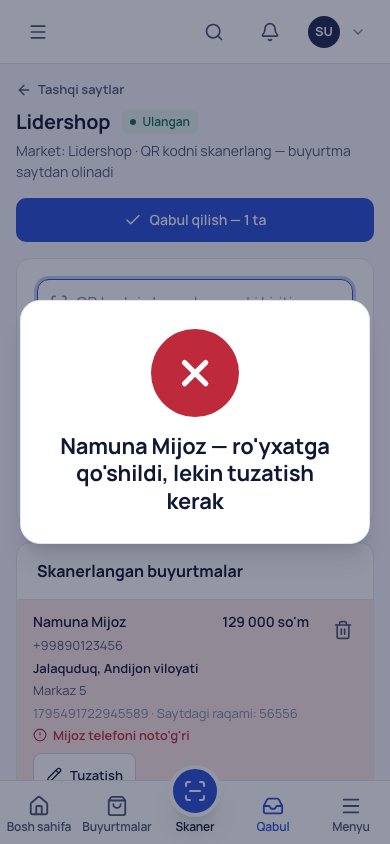 SU
Tashqi saytlar
Lidershop
Ulangan
Market: Lidershop · QR kodni skanerlang — buyurtma
saytdan olinadi
Qabul qilish — 1 ta
Namuna Mijoz — ro'yxatga
qo'shildi, lekin tuzatish
kerak
Skanerlangan buyurtmalar
Namuna Mijoz
129 000 so'm
+99890123456
Jalaquduq, Andijon viloyati
Markaz 5
1795491722945589 · Saytdagi raqami: 56556
Mijoz telefoni noto'g'ri
Tuzatish
Bosh sahifa
Buyurtmalar
Skaner
Qabul
Menyu